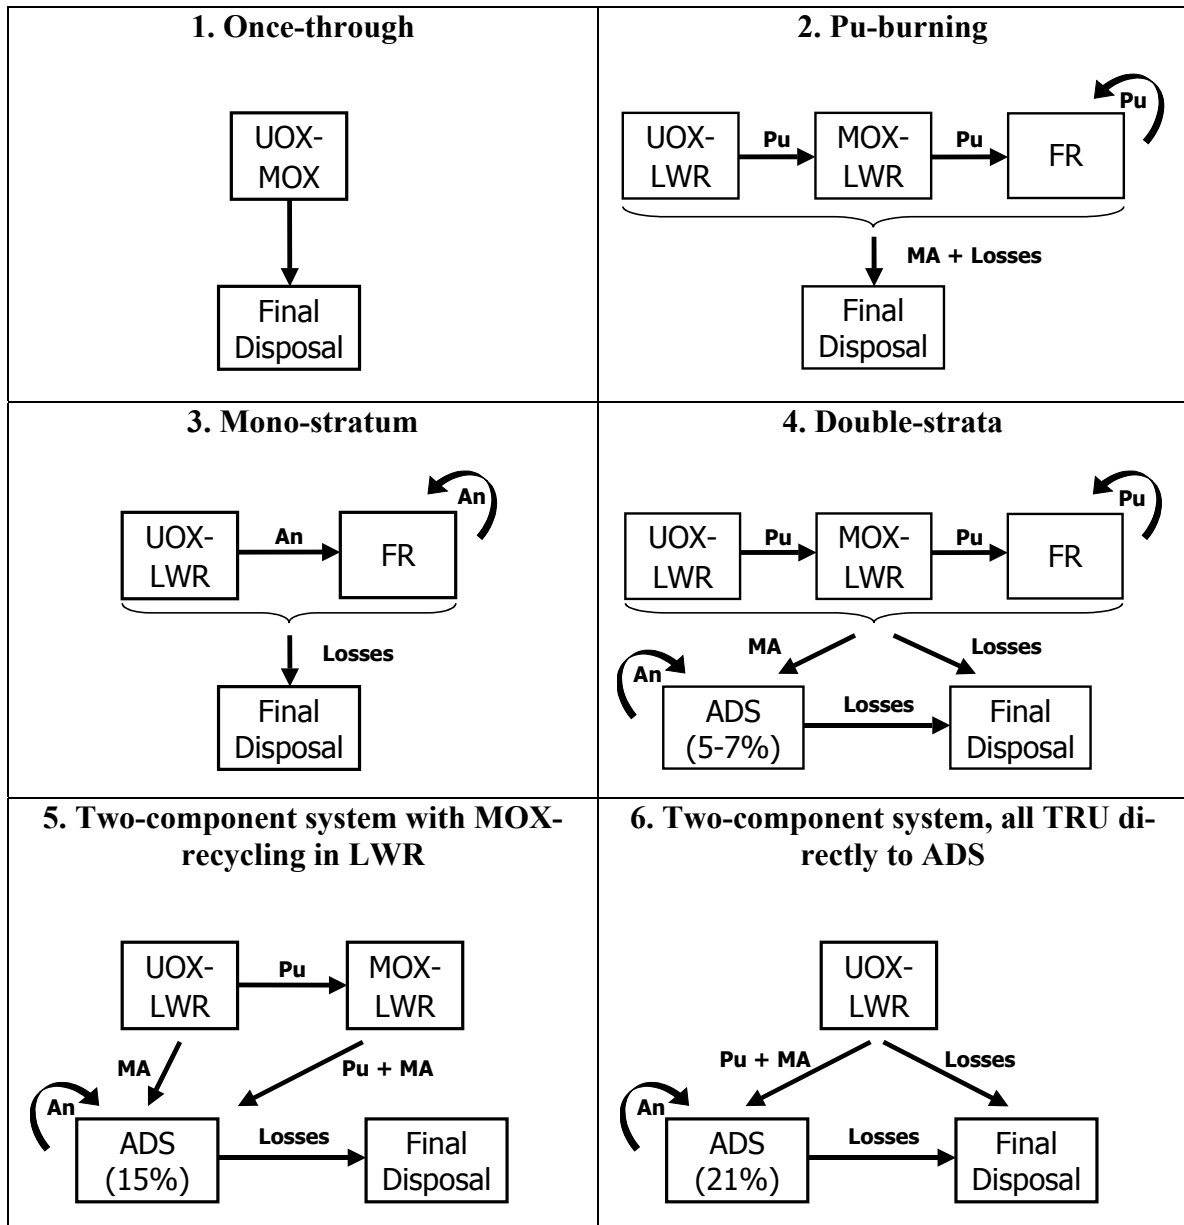 1. Once-through
UOX-
MOX
Final
Disposal
2. Pu-burning
Pu
UOX-
LWR
Pu
MOX-
LWR
Pu
FR
MA + Losses
Final
Disposal
3. Mono-stratum
An
UOX-
LWR
An
FR
Losses
Final
Disposal
4. Double-strata
Pu
UOX-
LWR
Pu
MOX-
LWR
Pu
FR
MA
Losses
An
ADS
(5-7%)
Losses
Final
Disposal
5. Two-component system with MOX-
recycling in LWR
UOX-
LWR
Pu
MOX-
LWR
MA
Pu + MA
An
ADS
(15%)
Losses
Final
Disposal
6. Two-component system, all TRU di-
rectly to ADS
UOX-
LWR
Pu + MA
Losses
An
ADS
(21%)
Losses
Final
Disposal